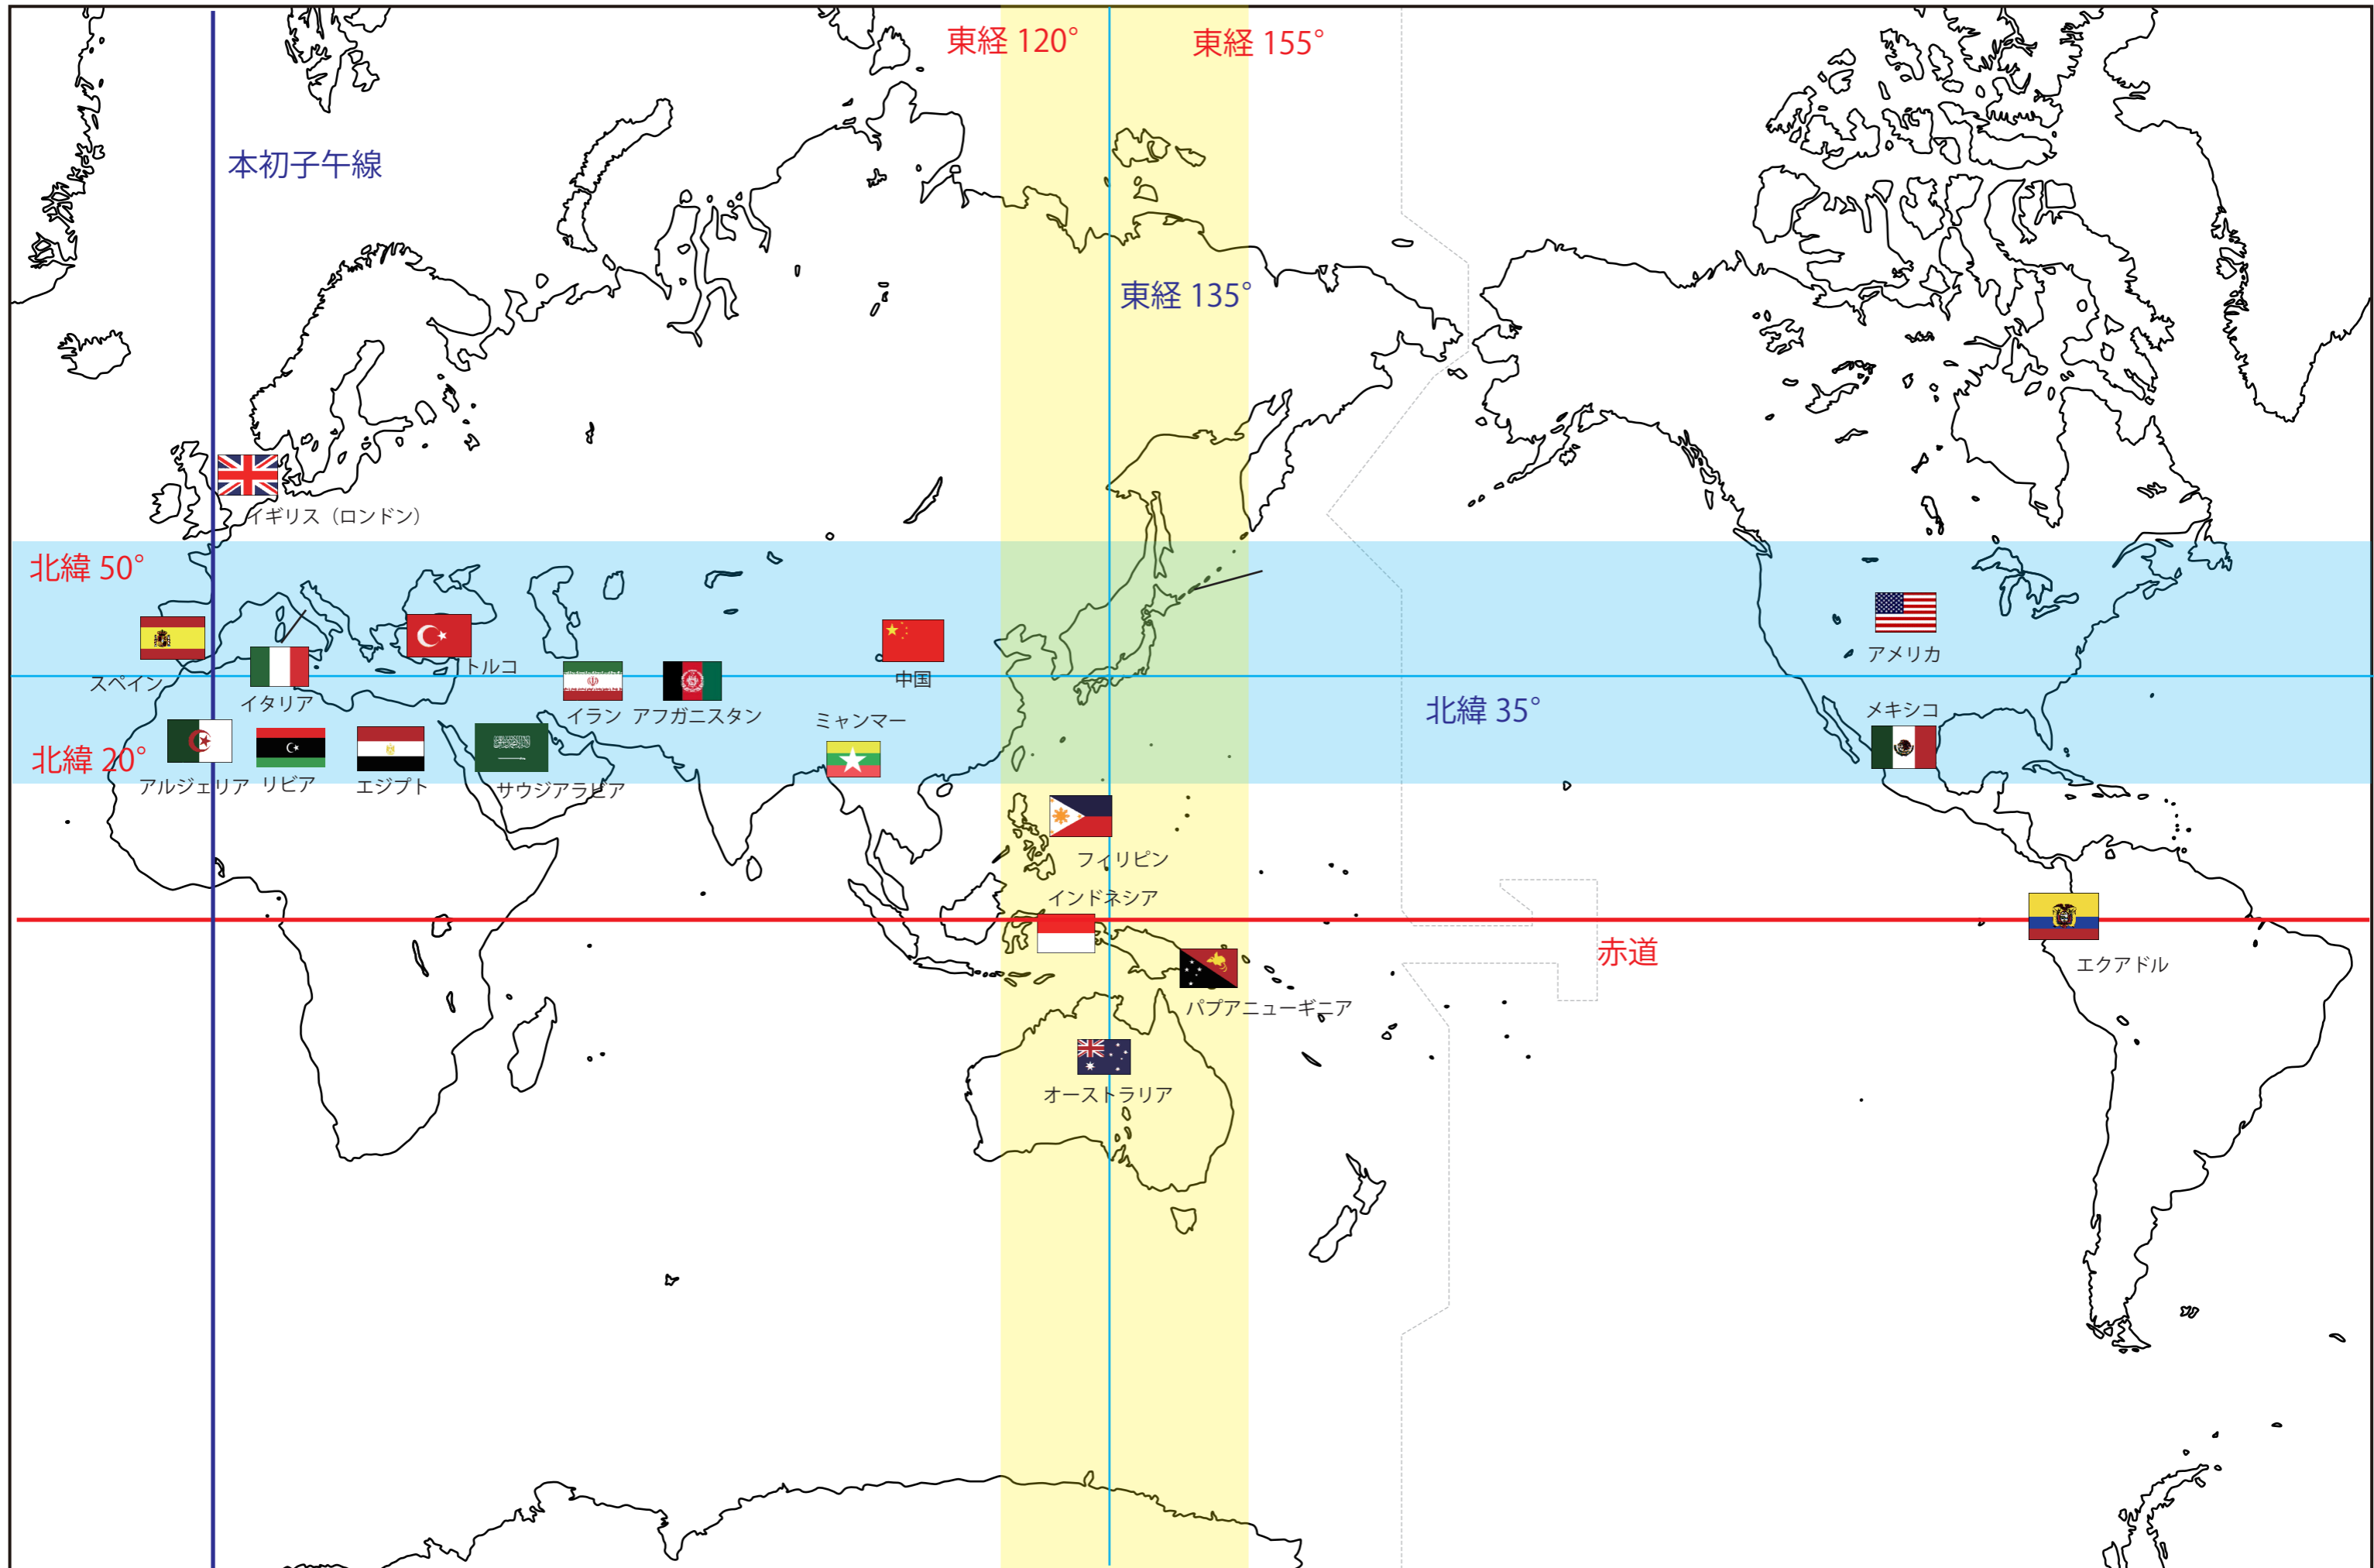 東経 120°
東経 155°
本初子午線
東経 135°
イギリス（ロンドン）
北緯 50°
トルコ
アメリカ
スペイン
中国
イタリア
イラン
アフガニスタン
ミャンマー
北緯 35°
メキシコ
北緯 20°
アルジェリア
リビア
エジプト
サウジアラビア
フィリピン
インドネシア
赤道
エクアドル
パプアニューギニア
オーストラリア